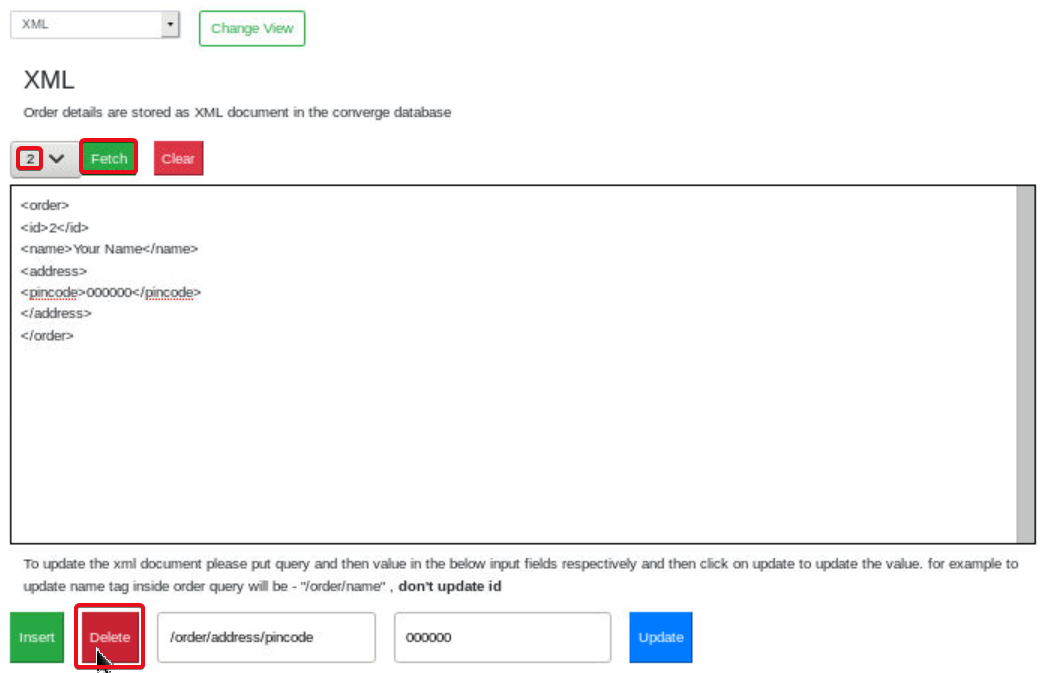 XML
Change View
XML
Order details are stored as XML document in the converge database
2
Fetch
Clear
<order>
<id>2</id>
<name>Your Name</name>
<address>
<pincode>000000</pincode>
</address>
</order>
To update the xml document please put query and then value in the below input fields respectively and then click on update to update the value. for example to
update name tag inside order query will be - "/order/name" , don't update id
Insert
Delete
/order/address/pincode
000000
Update